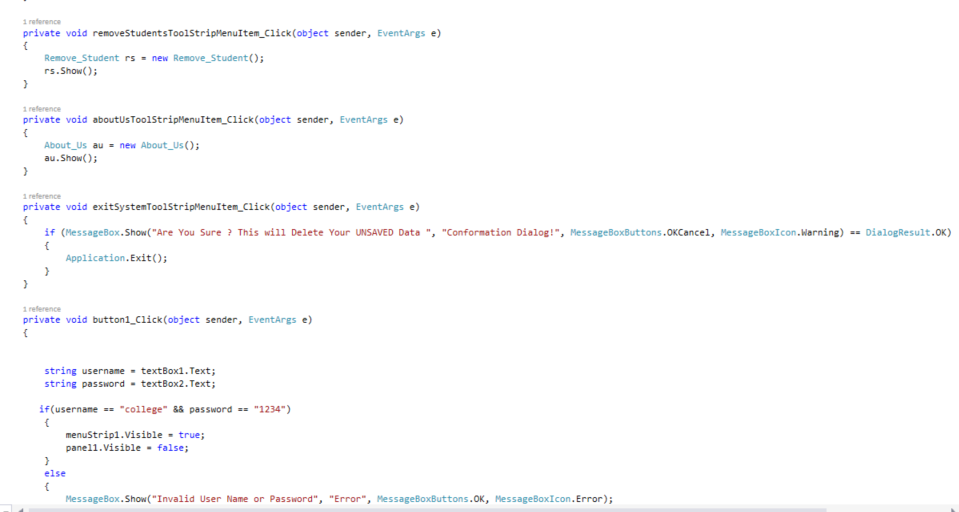 1 reference
private void removeStudentsToolStripMenuItem_Click(object sender, EventArgs e)
{
Remove_Student rs = new Remove_Student();
rs.Show();
}
1 reference
private void aboutUsToolStripMenuItem_Click(object sender, EventArgs e)
{
About_Us au = new About_Us();
au.Show();
}
1 reference
private void exitSystemToolStripMenuItem_Click(object sender, EventArgs e)
{
if (MessageBox.Show("Are You Sure ? This will Delete Your UNSAVED Data ", "Conformation Dialog!", MessageBoxButtons.OKCancel, MessageBoxIcon.Warning) == DialogResult.OK)
{
Application.Exit();
}
}
1 reference
private void button1_Click(object sender, EventArgs e)
{
string username = textBox1.Text;
string password = textBox2.Text;
if(username == "college" && password == "1234")
{
menuStrip1.Visible = true;
panel1.Visible = false;
}
else
{
MessageBox.Show("Invalid User Name or Password", "Error", MessageBoxButtons.OK, MessageBoxIcon.Error);